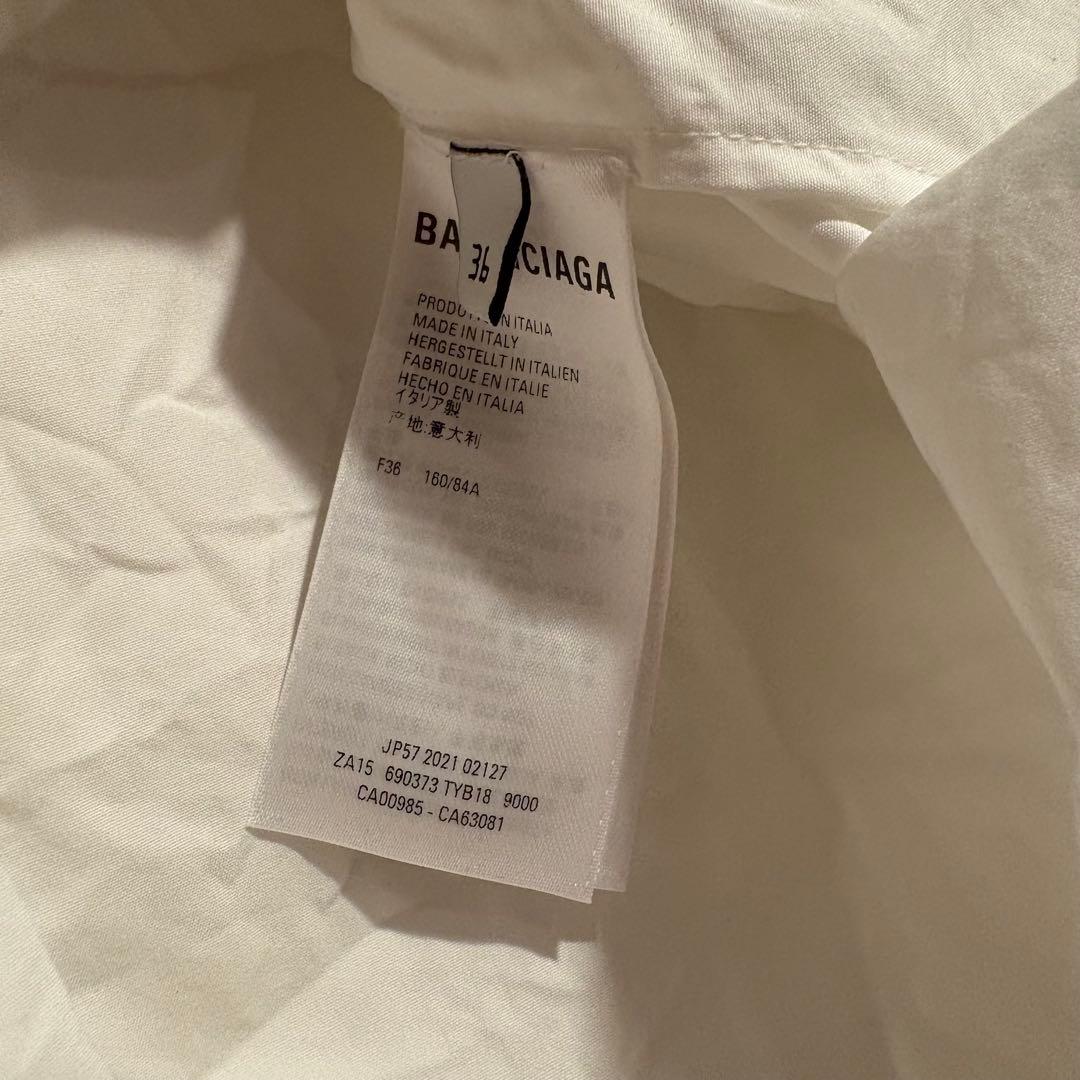 BA CIAGA
36
PRODOTTO IN ITALIA
MADE IN ITALY
HERGESTELLT IN ITALIEN
FABRIQUE EN ITALIE
HECHO EN ITALIA
イタリア製
产地:意大利
F36 160/84A
JP57 2021 02127
ZA15 690373 TYB18 9000
CA00985 - CA63081